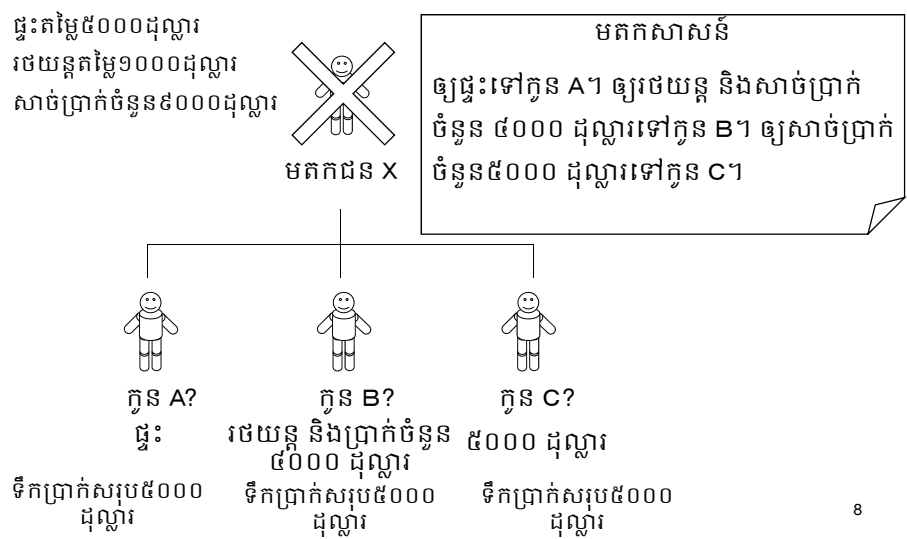 ផ្ទះតម្លៃ៥០០០ដុល្លារ
រថយន្តតម្លៃ១០០០ដុល្លារ
សាច់ប្រាក់ចំនួន៩០០០ដុល្លារ
មតកជន X
មតកសាសន៍
ឲ្យផ្ទះទៅកូន A។ ឲ្យរថយន្ត និងសាច់ប្រាក់
ចំនួន ៤០០០ ដុល្លារទៅកូន B។ ឲ្យសាច់ប្រាក់
ចំនួន៥០០០ ដុល្លារទៅកូន C។
កូន A?
ផ្ទះ
ទឹកប្រាក់សរុប៥០០០
ដុល្លារ
កូន B?
រថយន្ត និងប្រាក់ចំនួន
៤០០០ ដុល្លារ
ទឹកប្រាក់សរុប៥០០០
ដុល្លារ
កូន C?
៥០០០ ដុល្លារ
ទឹកប្រាក់សរុប៥០០០
ដុល្លារ
8